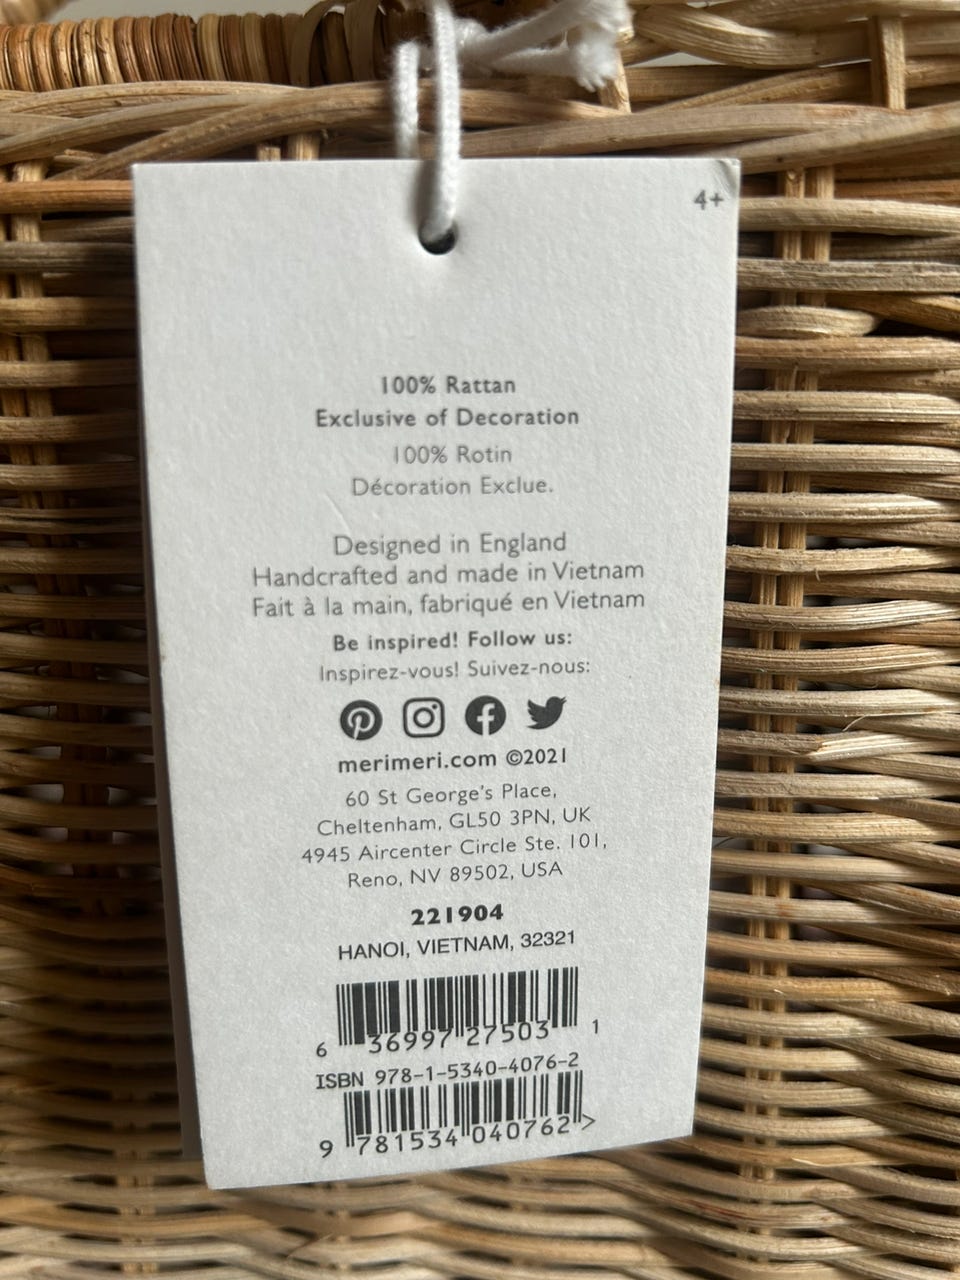 4+
100% Rattan
Exclusive of Decoration
100% Rotin
Décoration Exclue.
Designed in England
Handcrafted and made in Vietnam
Fait à la main, fabriqué en Vietnam
Be inspired! Follow us:
Inspirez-vous! Suivez-nous:
merimeri.com ©2021
60 St George's Place,
Cheltenham, GL50 3PN, UK
4945 Aircenter Circle Ste. 101,
Reno, NV 89502, USA
221904
HANOI, VIETNAM, 32321
6 36997 27503 1
ISBN 978-1-5340-4076-2
9 781534 040762 >